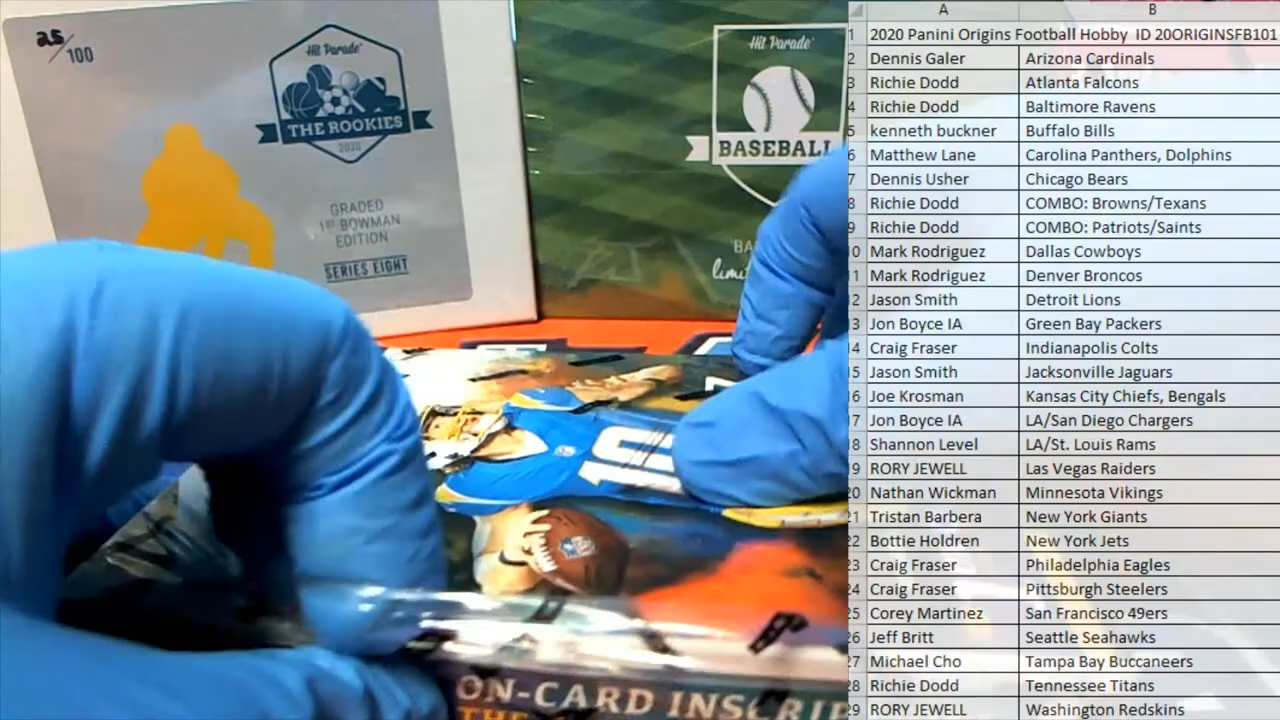 25/100
Hit Parade
THE ROOKIES
2020
GRADED
1ST BOWMAN
EDITION
SERIES EIGHT
Hit Parade
BASEBALL
10
ON-CARD INSCRIP
THE
A B
1 2020 Panini Origins Football Hobby ID 20ORIGINSFB101
2 Dennis Galer Arizona Cardinals
3 Richie Dodd Atlanta Falcons
4 Richie Dodd Baltimore Ravens
5 kenneth buckner Buffalo Bills
6 Matthew Lane Carolina Panthers, Dolphins
7 Dennis Usher Chicago Bears
8 Richie Dodd COMBO: Browns/Texans
9 Richie Dodd COMBO: Patriots/Saints
10 Mark Rodriguez Dallas Cowboys
11 Mark Rodriguez Denver Broncos
12 Jason Smith Detroit Lions
13 Jon Boyce IA Green Bay Packers
14 Craig Fraser Indianapolis Colts
15 Jason Smith Jacksonville Jaguars
16 Joe Krosman Kansas City Chiefs, Bengals
17 Jon Boyce IA LA/San Diego Chargers
18 Shannon Level LA/St. Louis Rams
19 RORY JEWELL Las Vegas Raiders
20 Nathan Wickman Minnesota Vikings
21 Tristan Barbera New York Giants
22 Bottie Holdren New York Jets
23 Craig Fraser Philadelphia Eagles
24 Craig Fraser Pittsburgh Steelers
25 Corey Martinez San Francisco 49ers
26 Jeff Britt Seattle Seahawks
27 Michael Cho Tampa Bay Buccaneers
28 Richie Dodd Tennessee Titans
29 RORY JEWELL Washington Redskins